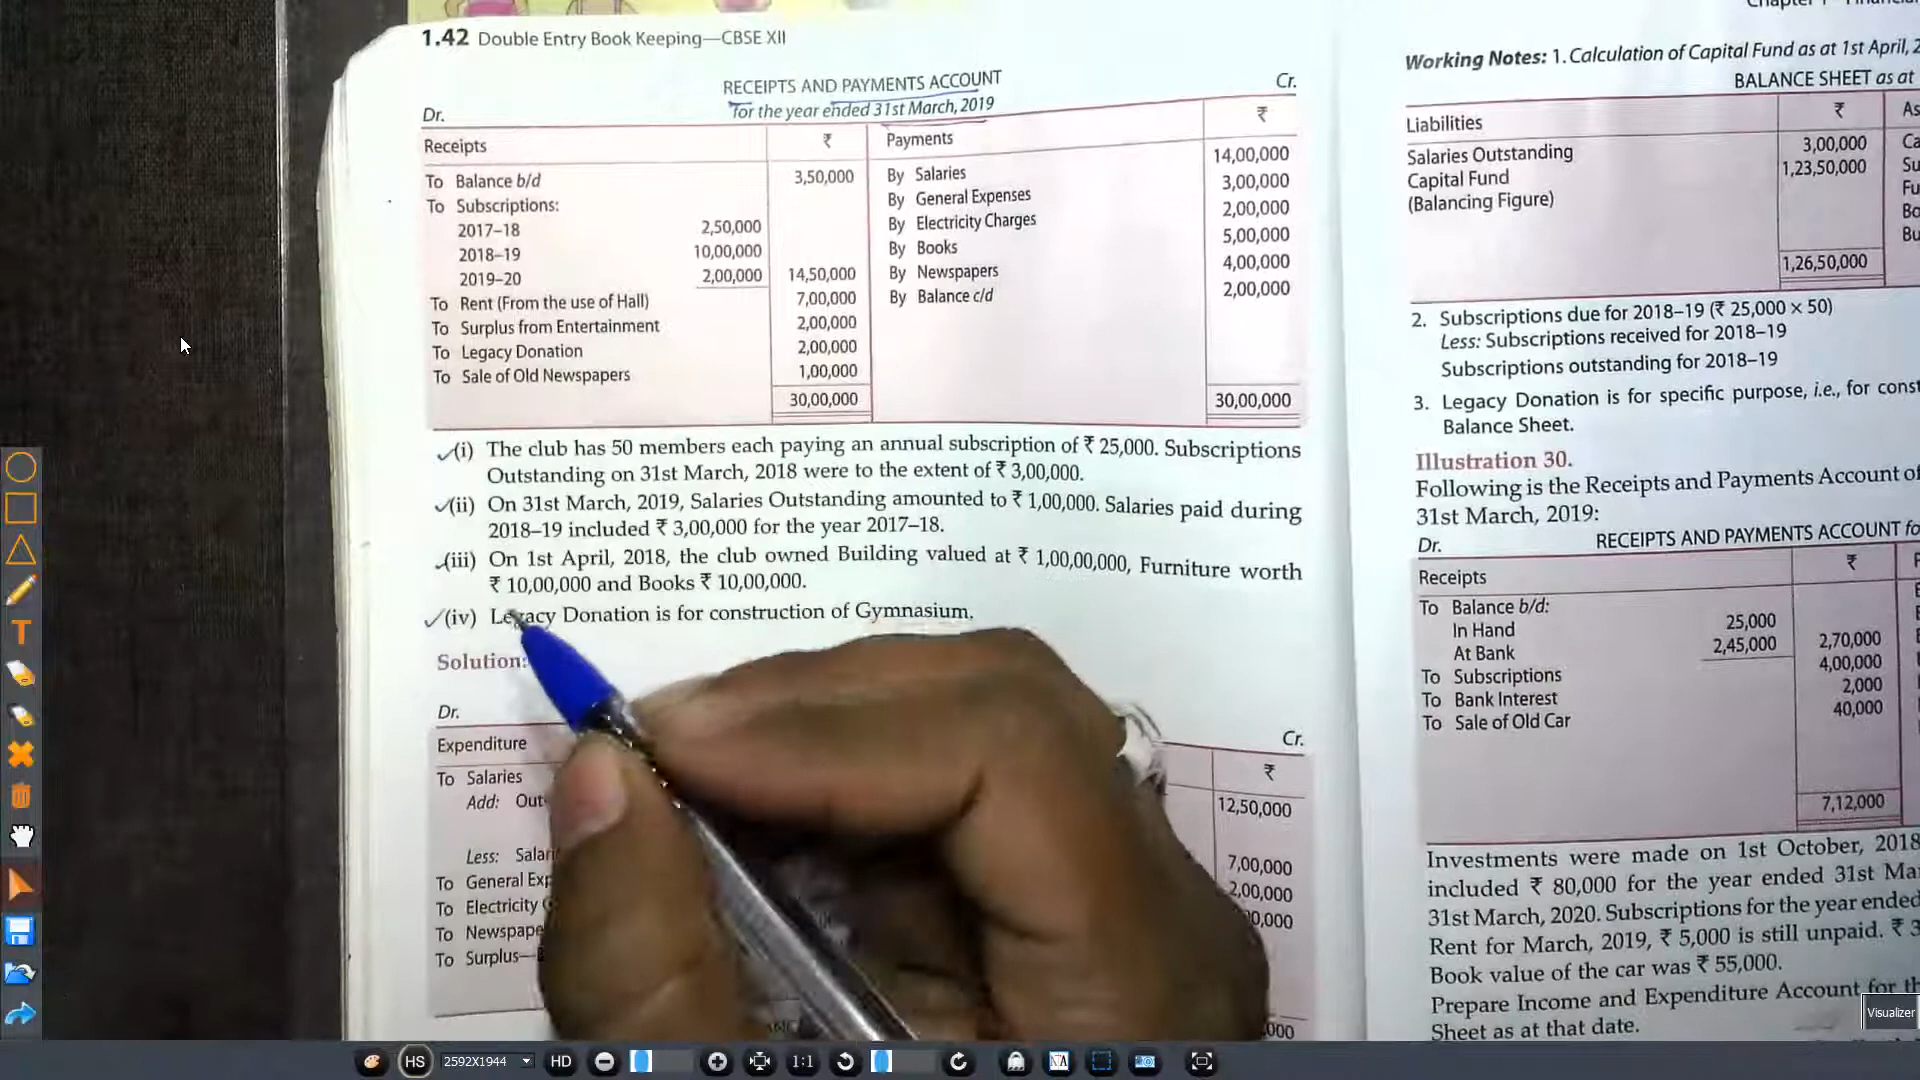 1.42 Double Entry Book Keeping—CBSE XII
RECEIPTS AND PAYMENTS ACCOUNT
Dr. for the year ended 31st March, 2019 Cr.
Receipts ₹ Payments ₹
To Balance b/d 3,50,000 By Salaries 14,00,000
To Subscriptions: By General Expenses 3,00,000
2017–18 2,50,000 By Electricity Charges 2,00,000
2018–19 10,00,000 By Books 5,00,000
2019–20 2,00,000 14,50,000 By Newspapers 4,00,000
To Rent (From the use of Hall) 7,00,000 By Balance c/d 2,00,000
To Surplus from Entertainment 2,00,000
To Legacy Donation 2,00,000
To Sale of Old Newspapers 1,00,000
30,00,000 30,00,000
(i) The club has 50 members each paying an annual subscription of ₹ 25,000. Subscriptions
Outstanding on 31st March, 2018 were to the extent of ₹ 3,00,000.
(ii) On 31st March, 2019, Salaries Outstanding amounted to ₹ 1,00,000. Salaries paid during
2018–19 included ₹ 3,00,000 for the year 2017–18.
(iii) On 1st April, 2018, the club owned Building valued at ₹ 1,00,00,000, Furniture worth
₹ 10,00,000 and Books ₹ 10,00,000.
(iv) Legacy Donation is for construction of Gymnasium.
Solution:
Dr. Cr.
Expenditure ₹
To Salaries 12,50,000
Add: Out
Less: Salari 7,00,000
To General Exp 2,00,000
To Electricity
To Newspape
To Surplus—
Working Notes: 1. Calculation of Capital Fund as at 1st April, 2
BALANCE SHEET as at
Liabilities ₹ As
Salaries Outstanding 3,00,000 Ca
Capital Fund 1,23,50,000 Su
(Balancing Figure) Fu
Bo
Bu
1,26,50,000
2. Subscriptions due for 2018–19 (₹ 25,000 × 50)
Less: Subscriptions received for 2018–19
Subscriptions outstanding for 2018–19
3. Legacy Donation is for specific purpose, i.e., for const
Balance Sheet.
Illustration 30.
Following is the Receipts and Payments Account of
31st March, 2019:
Dr. RECEIPTS AND PAYMENTS ACCOUNT fo
Receipts ₹ P
To Balance b/d:
In Hand 25,000
At Bank 2,45,000 2,70,000
To Subscriptions 4,00,000
To Bank Interest 2,000
To Sale of Old Car 40,000
7,12,000
Investments were made on 1st October, 2018
included ₹ 80,000 for the year ended 31st Ma
31st March, 2020. Subscriptions for the year ended
Rent for March, 2019, ₹ 5,000 is still unpaid. ₹ 3
Book value of the car was ₹ 55,000.
Prepare Income and Expenditure Account for th
Sheet as at that date.
T
Visualizer
HS 2592X1944 HD 1:1